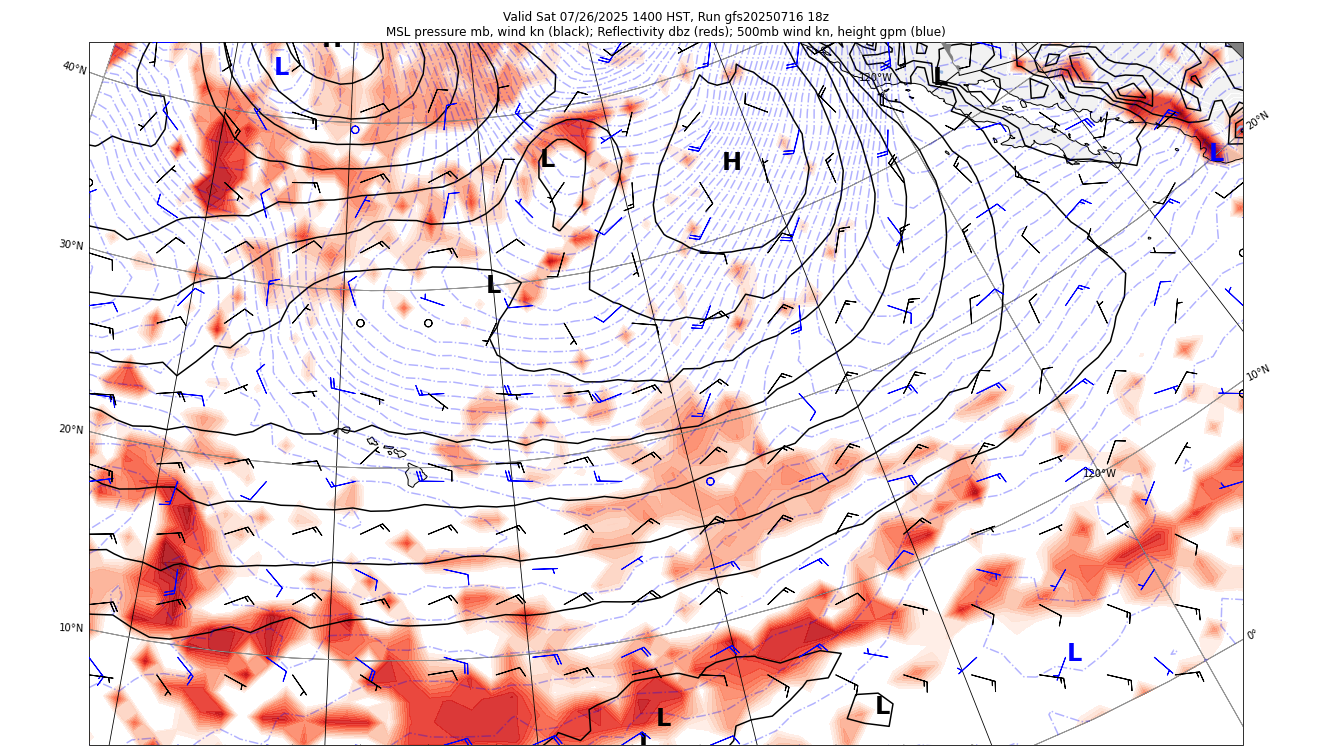 Valid Sat 07/26/2025 1400 HST, Run gfs20250716 18z
MSL pressure mb, wind kn (black); Reflectivity dbz (reds); 500mb wind kn, height gpm (blue)
H
L
40°N
120°W
L
20°N
L
L
H
30°N
L
10°N
20°N
120°W
10°N
0°
L
L
L
L